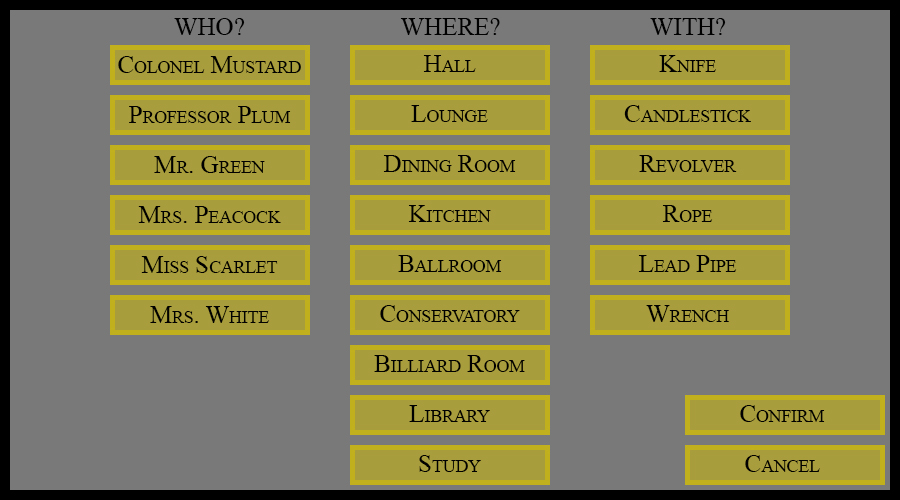 WHO?
Colonel Mustard
Professor Plum
Mr. Green
Mrs. Peacock
Miss Scarlet
Mrs. White
WHERE?
Hall
Lounge
Dining Room
Kitchen
Ballroom
Conservatory
Billiard Room
Library
Study
WITH?
Knife
Candlestick
Revolver
Rope
Lead Pipe
Wrench
Confirm
Cancel